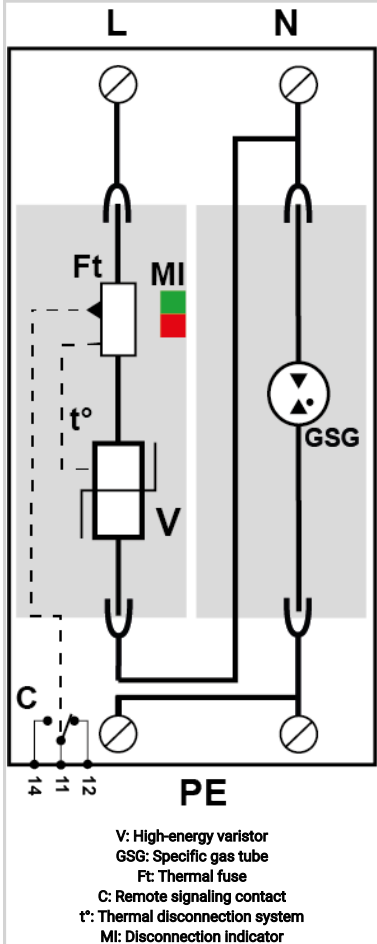 L N
Ft MI
t°
GSG
V
C
14 11 12
PE
V: High-energy varistor
GSG: Specific gas tube
Ft: Thermal fuse
C: Remote signaling contact
t°: Thermal disconnection system
MI: Disconnection indicator